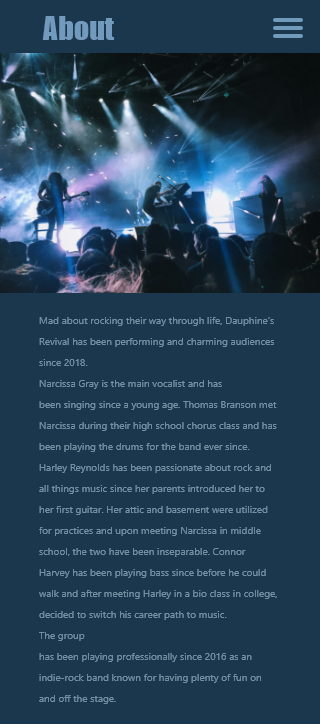 About
Mad about rocking their way through life, Dauphine's
Revival has been performing and charming audiences
since 2018.
Narcissa Gray is the main vocalist and has
been singing since a young age. Thomas Branson met
Narcissa during their high school chorus class and has
been playing the drums for the band ever since.
Harley Reynolds has been passionate about rock and
all things music since her parents introduced her to
her first guitar. Her attic and basement were utilized
for practices and upon meeting Narcissa in middle
school, the two have been inseparable. Connor
Harvey has been playing bass since before he could
walk and after meeting Harley in a bio class in college,
decided to switch his career path to music.
The group
has been playing professionally since 2016 as an
indie-rock band known for having plenty of fun on
and off the stage.